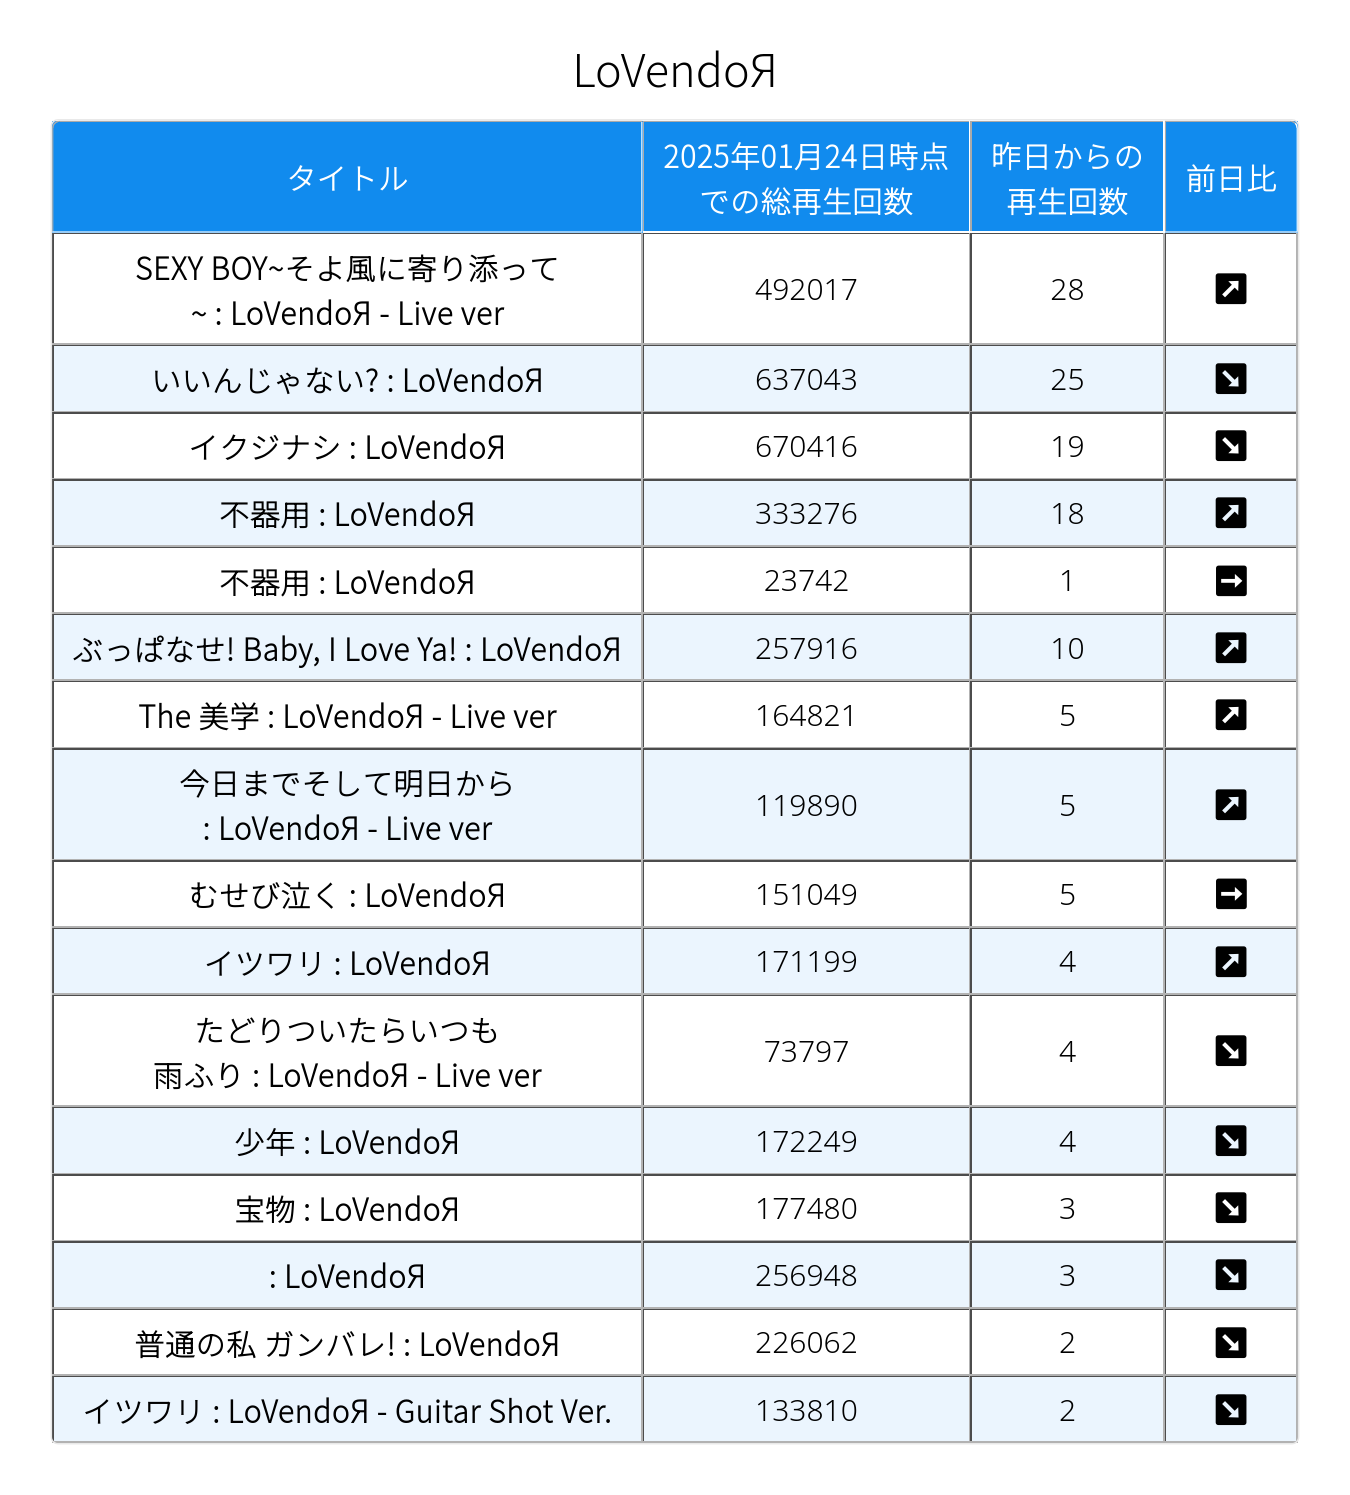 LoVendoЯ
タイトル
2025年01月24日時点
での総再生回数
昨日からの
再生回数
前日比
SEXY BOY~そよ風に寄り添って
~ : LoVendoЯ - Live ver
492017
28
いいんじゃない? : LoVendoЯ
637043
25
イクジナシ : LoVendoЯ
670416
19
不器用 : LoVendoЯ
333276
18
不器用 : LoVendoЯ
23742
1
ぶっぱなせ! Baby, I Love Ya! : LoVendoЯ
257916
10
The 美学 : LoVendoЯ - Live ver
164821
5
今日までそして明日から
: LoVendoЯ - Live ver
119890
5
むせび泣く : LoVendoЯ
151049
5
イツワリ : LoVendoЯ
171199
4
たどりついたらいつも
雨ふり : LoVendoЯ - Live ver
73797
4
少年 : LoVendoЯ
172249
4
宝物 : LoVendoЯ
177480
3
: LoVendoЯ
256948
3
普通の私 ガンバレ! : LoVendoЯ
226062
2
イツワリ : LoVendoЯ - Guitar Shot Ver.
133810
2